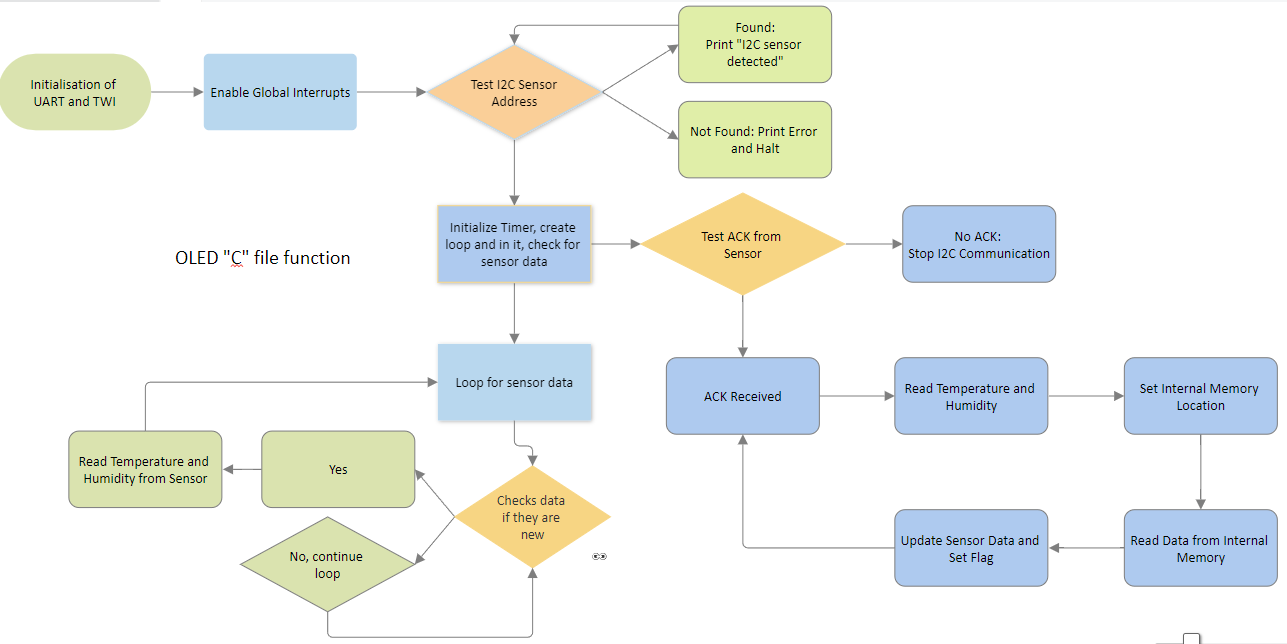 Initialisation of
UART and TWI
Enable Global Interrupts
Test I2C Sensor
Address
Found:
Print "I2C sensor
detected"
Not Found: Print Error
and Halt
Initialize Timer, create
loop and in it, check for
sensor data
Test ACK from
Sensor
No ACK:
Stop I2C Communication
OLED "C" file function
Loop for sensor data
ACK Received
Read Temperature and
Humidity
Set Internal Memory
Location
Read Temperature and
Humidity from Sensor
Yes
Checks data
if they are
new
No, continue
loop
Update Sensor Data and
Set Flag
Read Data from Internal
Memory